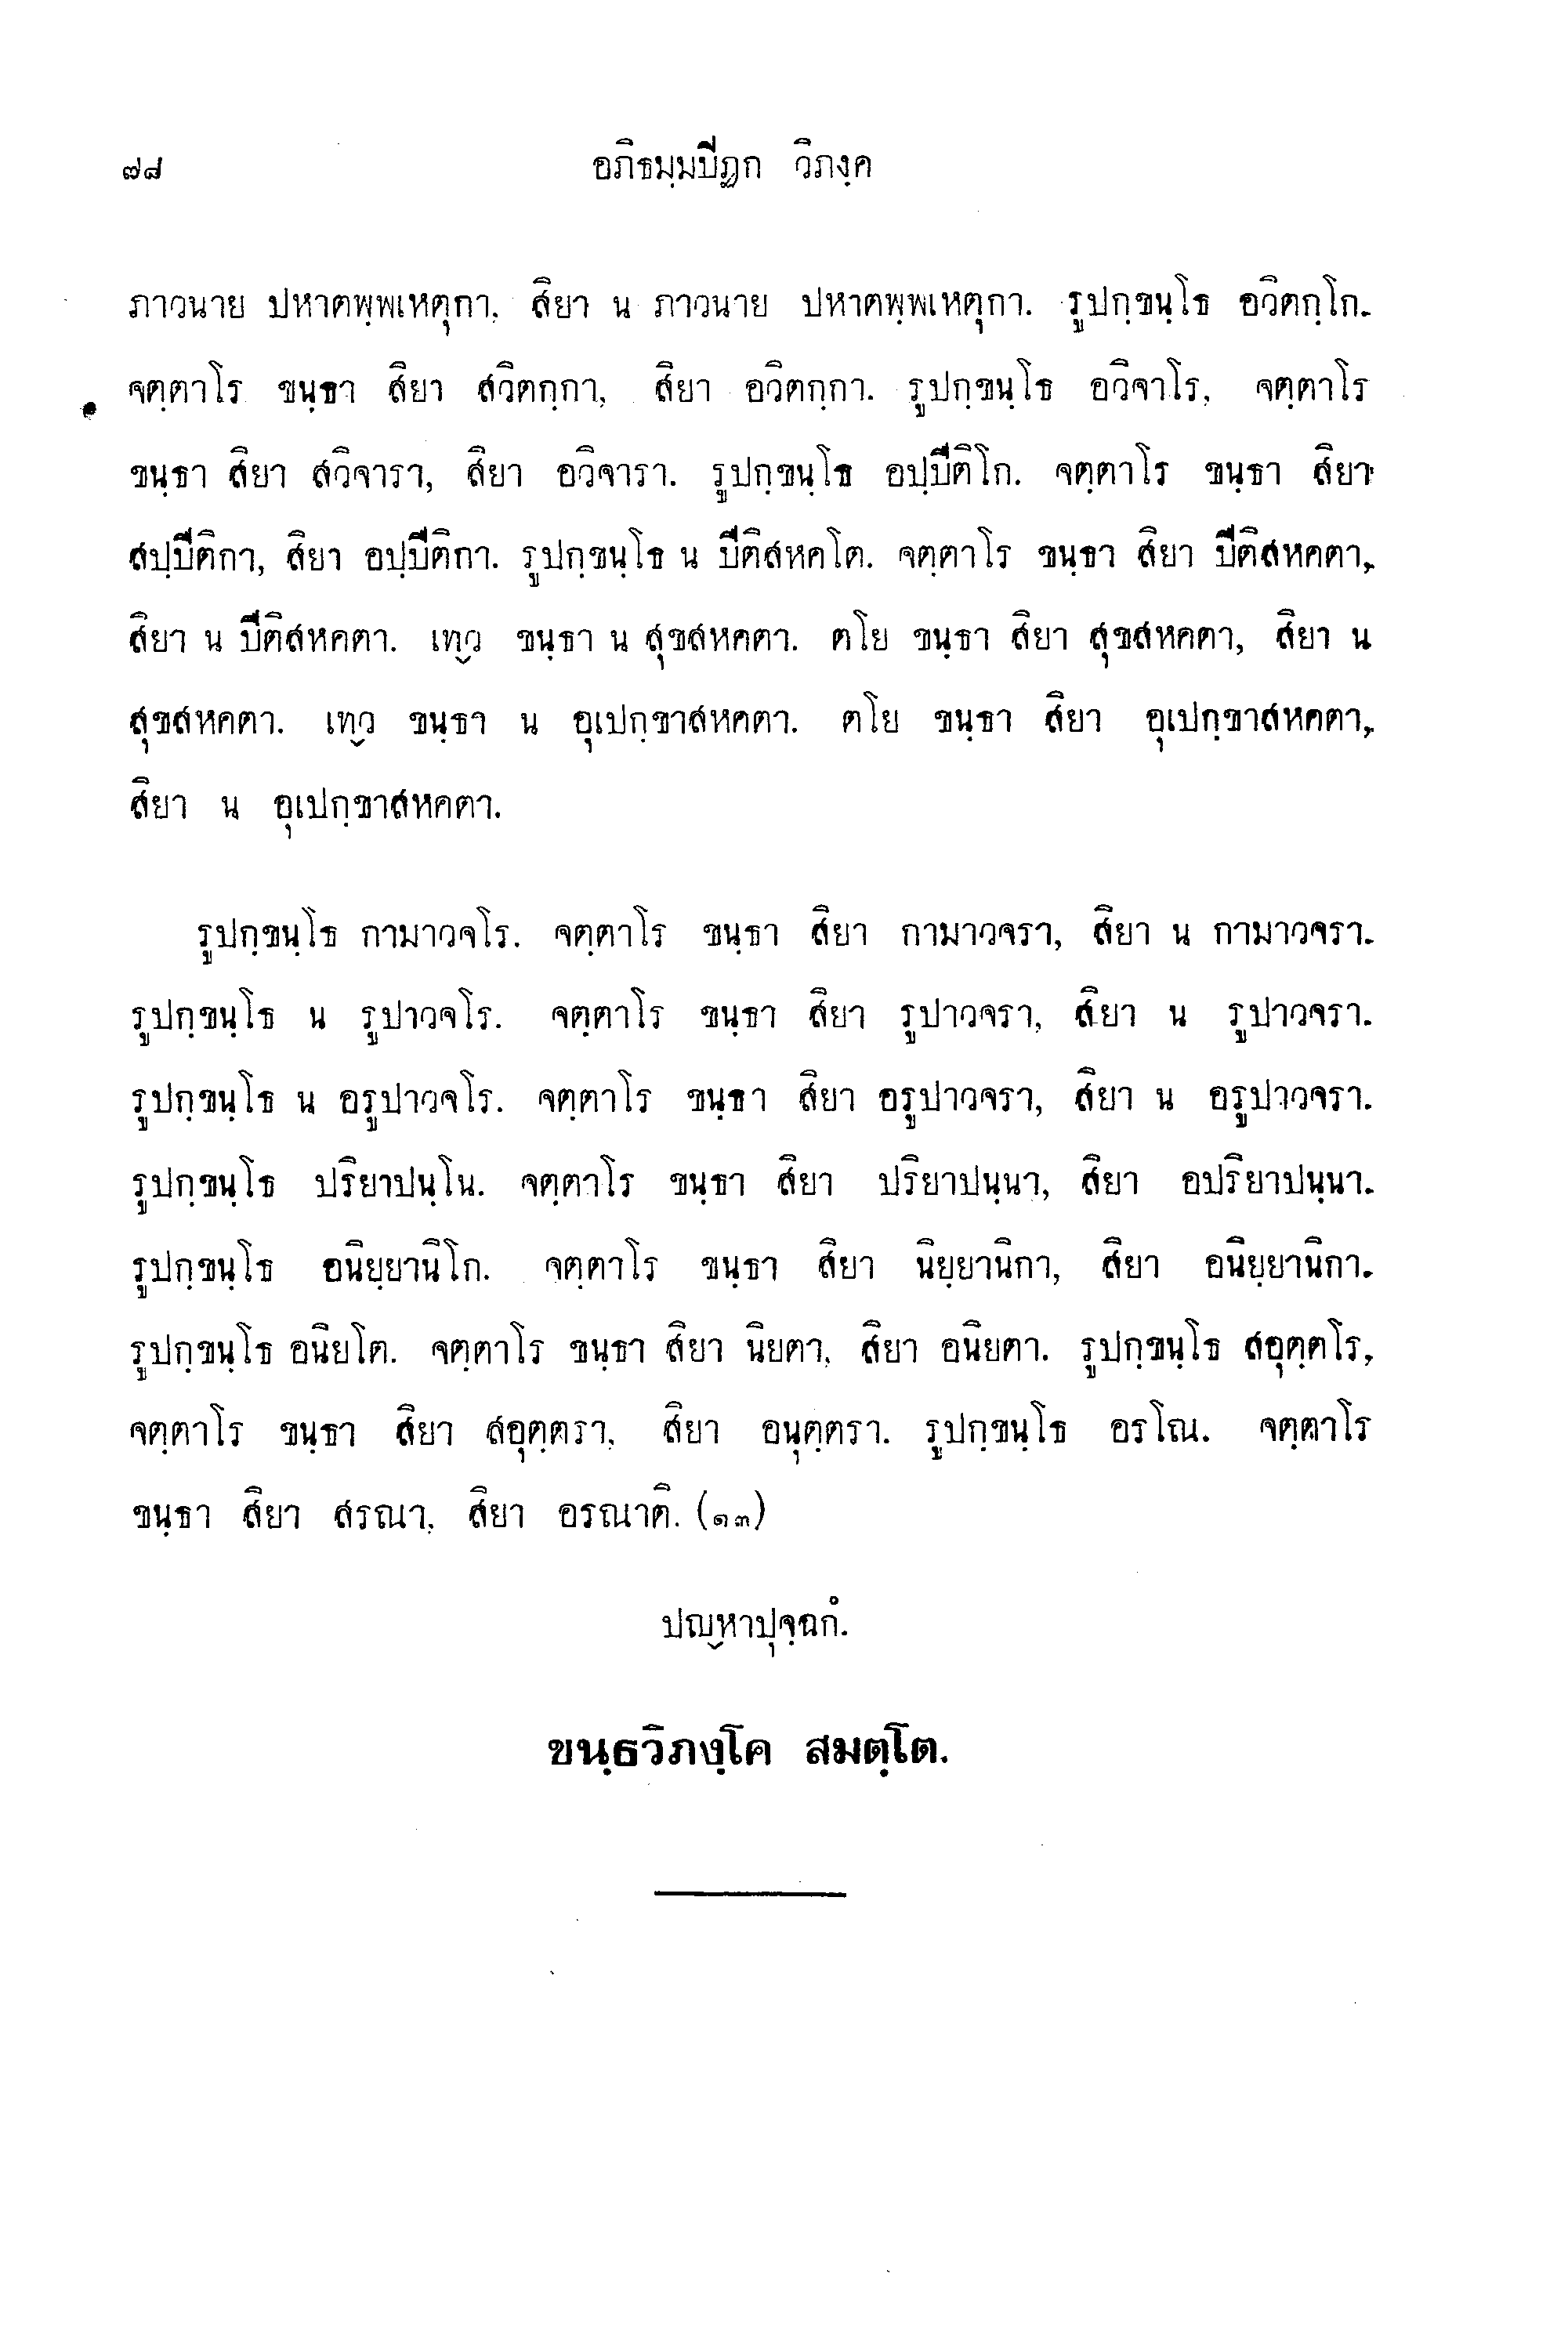 ๗๘ อภิธมฺมปีฏก วิภงฺค
ภาวนาย ปหาตพฺพเหตุกา, สิยา น ภาวนาย ปหาตพฺพเหตุกา. รูปกฺขนฺโธ อวิตกฺโก.
จตฺตาโร ขนฺธา สิยา สวิตกฺกา, สิยา อวิตกฺกา. รูปกฺขนฺโธ อวิจาโร, จตฺตาโร
ขนฺธา สิยา สวิจารา, สิยา อวิจารา. รูปกฺขนฺโธ อปฺปีติโก. จตฺตาโร ขนฺธา สิยา
สปฺปีติกา, สิยา อปฺปีติกา. รูปกฺขนฺโธ น ปีติสหคโต. จตฺตาโร ขนฺธา สิยา ปีติสหคตา,
สิยา น ปีติสหคตา. เทฺว ขนฺธา น สุขสหคตา. ตโย ขนฺธา สิยา สุขสหคตา, สิยา น
สุขสหคตา. เทฺว ขนฺธา น อุเปกฺขาสหคตา. ตโย ขนฺธา สิยา อุเปกฺขาสหคตา,
สิยา น อุเปกฺขาสหคตา.
รูปกฺขนฺโธ กามาวจโร. จตฺตาโร ขนฺธา สิยา กามาวจรา, สิยา น กามาวจรา.
รูปกฺขนฺโธ น รูปาวจโร. จตฺตาโร ขนฺธา สิยา รูปาวจรา, สิยา น รูปาวจรา.
รูปกฺขนฺโธ น อรูปาวจโร. จตฺตาโร ขนฺธา สิยา อรูปาวจรา, สิยา น อรูปาวจรา.
รูปกฺขนฺโธ ปริยาปนฺโน. จตฺตาโร ขนฺธา สิยา ปริยาปนฺนา, สิยา อปริยาปนฺนา.
รูปกฺขนฺโธ อนิยฺยานิโก. จตฺตาโร ขนฺธา สิยา นิยฺยานิกา, สิยา อนิยฺยานิกา.
รูปกฺขนฺโธ อนิยโต. จตฺตาโร ขนฺธา สิยา นิยตา, สิยา อนิยตา. รูปกฺขนฺโธ สอุตฺตโร,
จตฺตาโร ขนฺธา สิยา สอุตฺตรา, สิยา อนุตฺตรา. รูปกฺขนฺโธ อรโณ. จตฺตาโร
ขนฺธา สิยา สรณา, สิยา อรณาติ. (๑๓)
ปญฺหาปุจฺฉกํ.
ขนฺธวิภงฺโค สมตฺโต.